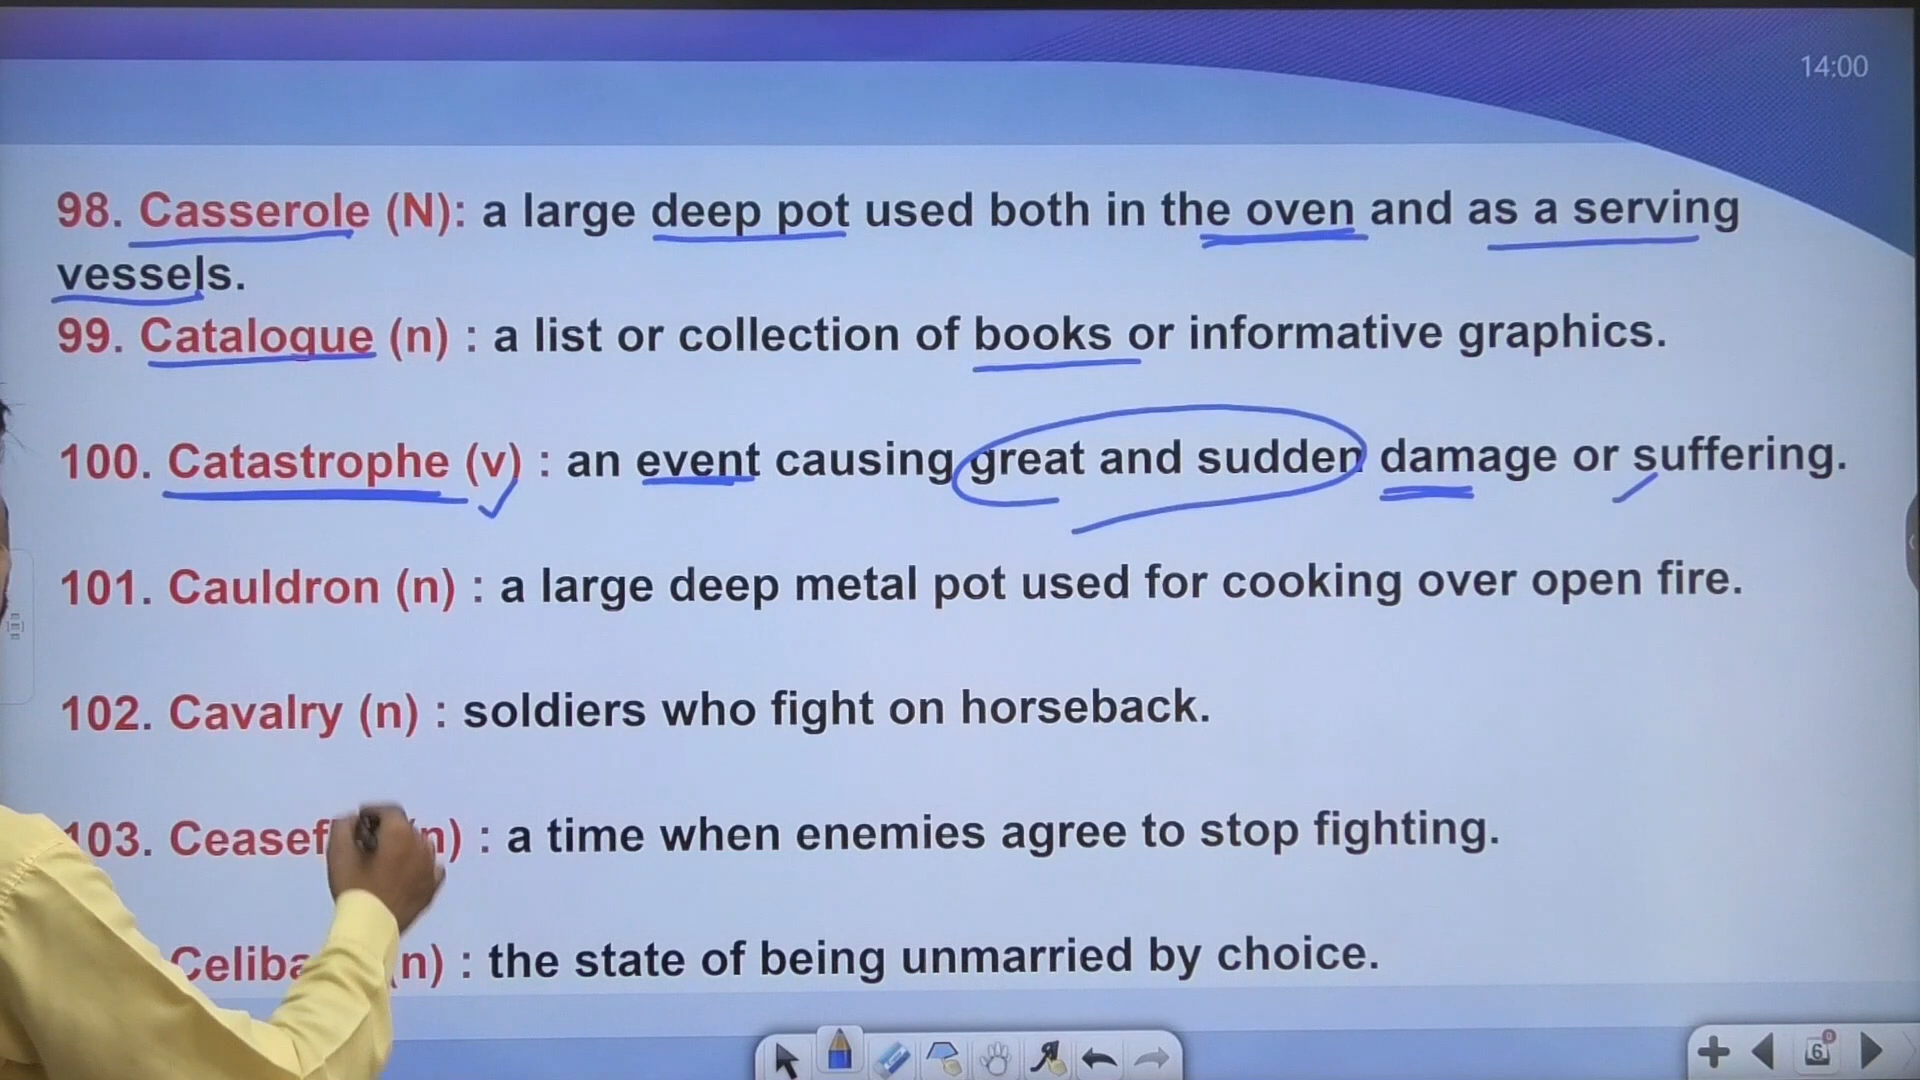 14:00
98. Casserole (N): a large deep pot used both in the oven and as a serving
vessels.
99. Catalogue (n) : a list or collection of books or informative graphics.
100. Catastrophe (v) : an event causing great and sudden damage or suffering.
101. Cauldron (n) : a large deep metal pot used for cooking over open fire.
102. Cavalry (n) : soldiers who fight on horseback.
103. (n) : a time when enemies agree to stop fighting.
(n) : the state of being unmarried by choice.
6